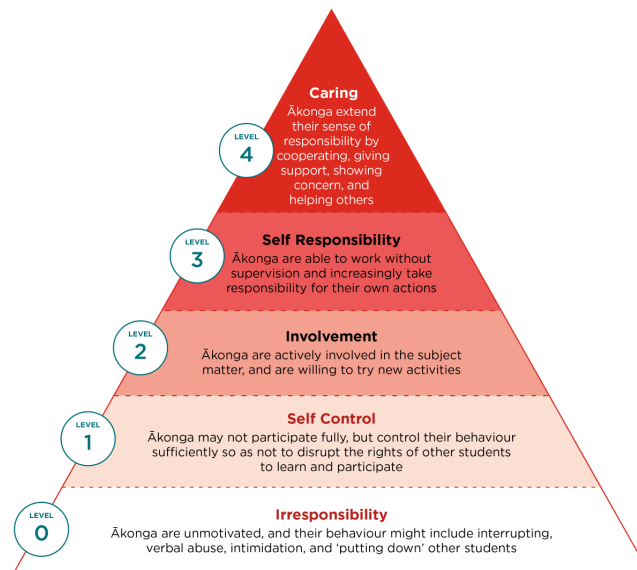 Caring
Ākonga extend
their sense of
responsibility by
cooperating, giving
support, showing
concern, and
helping others
LEVEL
4
Self Responsibility
Ākonga are able to work without
supervision and increasingly take
responsibility for their own actions
LEVEL
3
Involvement
Ākonga are actively involved in the subject
matter, and are willing to try new activities
LEVEL
2
Self Control
Ākonga may not participate fully, but control their behaviour
sufficiently so as not to disrupt the rights of other students
to learn and participate
LEVEL
1
Irresponsibility
Ākonga are unmotivated, and their behaviour might include interrupting,
verbal abuse, intimidation, and ‘putting down’ other students
LEVEL
0